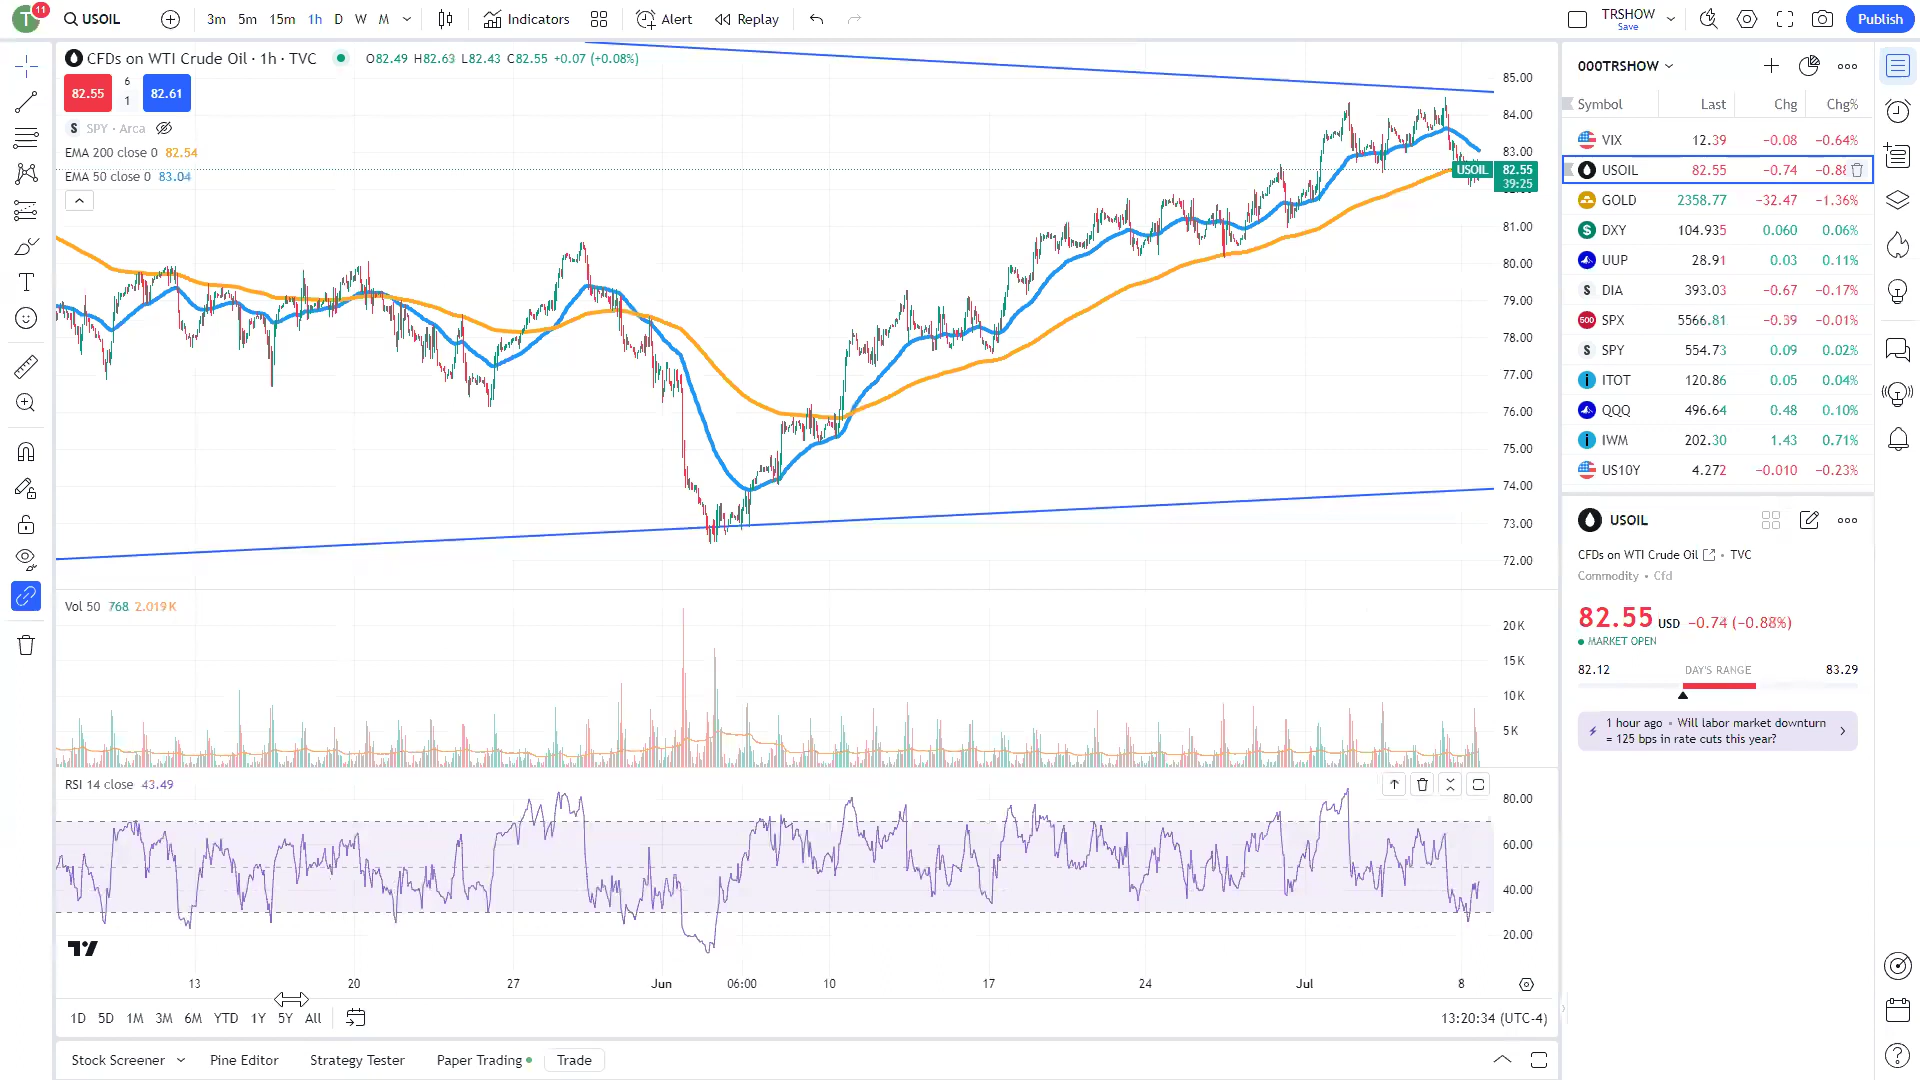 T 11 USOIL 3m 5m 15m 1h D W M Indicators Alert Replay TRSHOW Save Publish
CFDs on WTI Crude Oil · 1h · TVC O82.49 H82.63 L82.43 C82.55 +0.07 (+0.08%)
82.55 6 1 82.61
S SPY · Arca
EMA 200 close 0 82.54
EMA 50 close 0 83.04
85.00
84.00
83.00
USOIL 82.55
39:25
81.00
80.00
79.00
78.00
77.00
76.00
75.00
74.00
73.00
72.00
Vol 50 768 2.019K
20K
15K
10K
5K
RSI 14 close 43.49
80.00
60.00
40.00
20.00
13 20 27 Jun 06:00 10 17 24 Jul 8
1D 5D 1M 3M 6M YTD 1Y 5Y All 13:20:34 (UTC-4)
Stock Screener Pine Editor Strategy Tester Paper Trading Trade
000TRSHOW
Symbol Last Chg Chg%
VIX 12.39 −0.08 −0.64%
USOIL 82.55 −0.74 −0.88
GOLD 2358.77 −32.47 −1.36%
$ DXY 104.935 0.060 0.06%
UUP 28.91 0.03 0.11%
S DIA 393.03 −0.67 −0.17%
500 SPX 5566.81 −0.39 −0.01%
S SPY 554.73 0.09 0.02%
i ITOT 120.86 0.05 0.04%
QQQ 496.64 0.48 0.10%
i IWM 202.30 1.43 0.71%
US10Y 4.272 −0.010 −0.23%
USOIL
CFDs on WTI Crude Oil • TVC
Commodity • Cfd
82.55 USD −0.74 (−0.88%)
MARKET OPEN
82.12 DAY'S RANGE 83.29
1 hour ago • Will labor market downturn
= 125 bps in rate cuts this year?